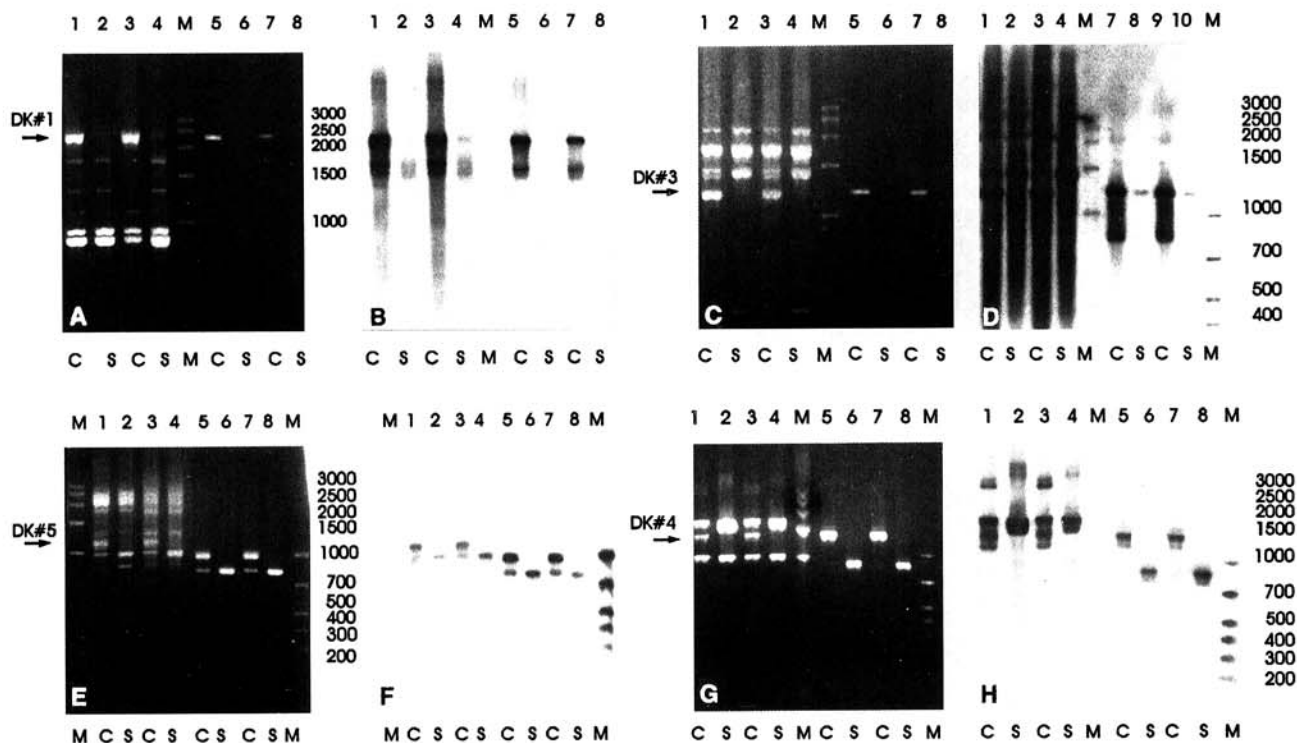 1 2 3 4 M 5 6 7 8
1 2 3 4 M 5 6 7 8
1 2 3 4 M 5 6 7 8
1 2 3 4 M 7 8 9 10 M
DK#1
3000
2500
2000
1500
1000
DK#3
3000
2500
2000
1500
1000
700
500
400
A
B
C
D
C S C S M C S C S
C S C S M C S C S
C S C S M C S C S
C S C S M C S C S M
M 1 2 3 4 5 6 7 8 M
M 1 2 3 4 5 6 7 8 M
1 2 3 4 M 5 6 7 8
1 2 3 4 M 5 6 7 8 M
DK#5
3000
2500
2000
1500
1000
700
500
400
300
200
DK#4
3000
2500
2000
1500
1000
700
500
400
300
200
E
F
G
H
M C S C S C S C S M
M C S C S C S C S M
C S C S M C S C S M
C S C S M C S C S M